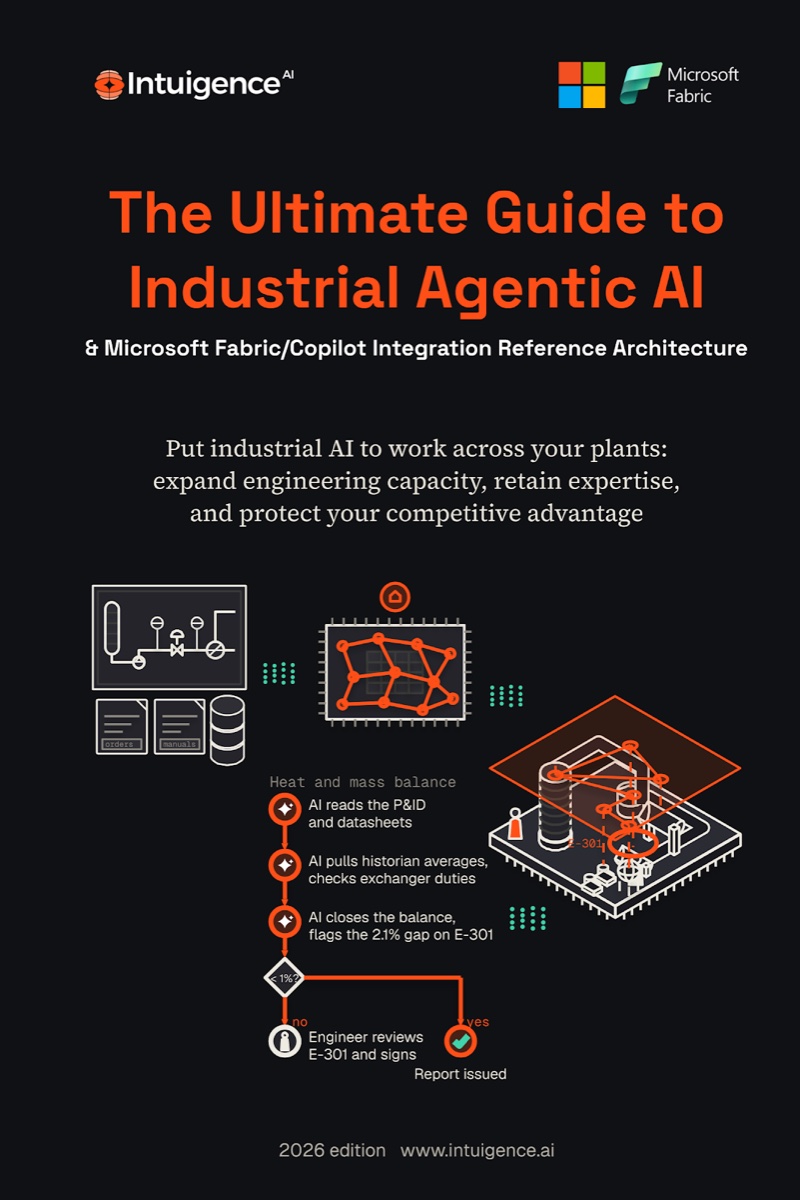 Intuigence AI
Microsoft
Fabric
The Ultimate Guide to
Industrial Agentic AI
& Microsoft Fabric/Copilot Integration Reference Architecture
Put industrial AI to work across your plants:
expand engineering capacity, retain expertise,
and protect your competitive advantage
orders
manuals
Heat and mass balance
AI reads the P&ID
and datasheets
AI pulls historian averages,
checks exchanger duties
E-301
AI closes the balance,
flags the 2.1% gap on E-301
< 1%?
no
yes
Engineer reviews
E-301 and signs
Report issued
2026 edition www.intuigence.ai